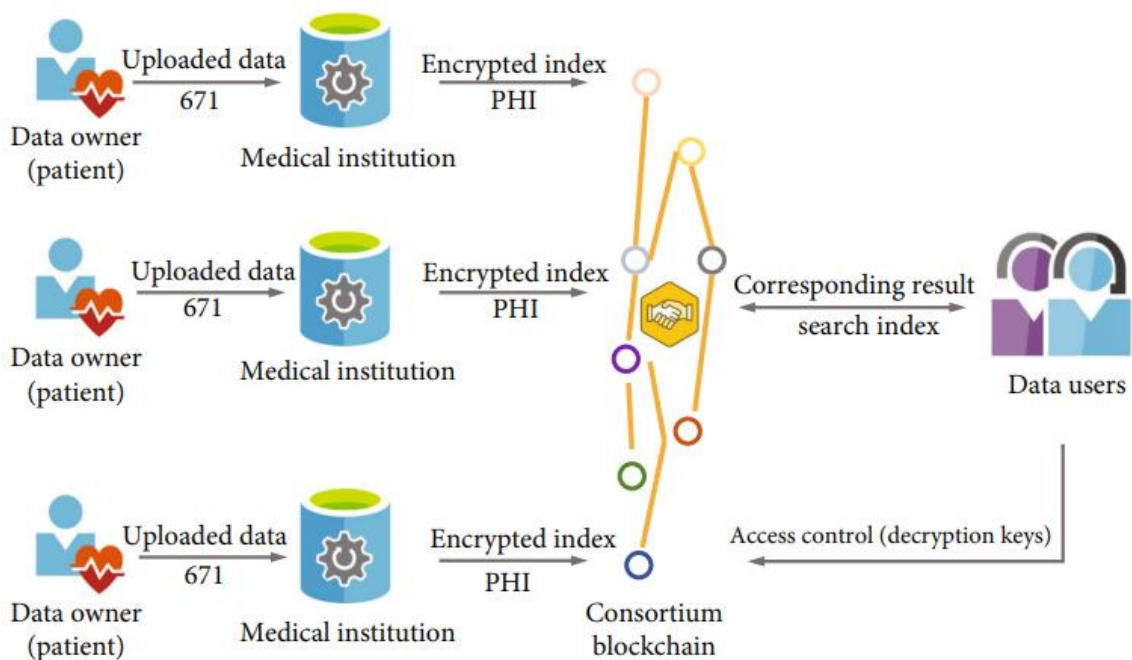 Uploaded data
671
Encrypted index
PHI
Data owner
(patient)
Medical institution
Uploaded data
671
Encrypted index
PHI
Corresponding result
search index
Data owner
(patient)
Medical institution
Data users
Uploaded data
671
Encrypted index
PHI
Access control (decryption keys)
Data owner
(patient)
Medical institution
Consortium
blockchain